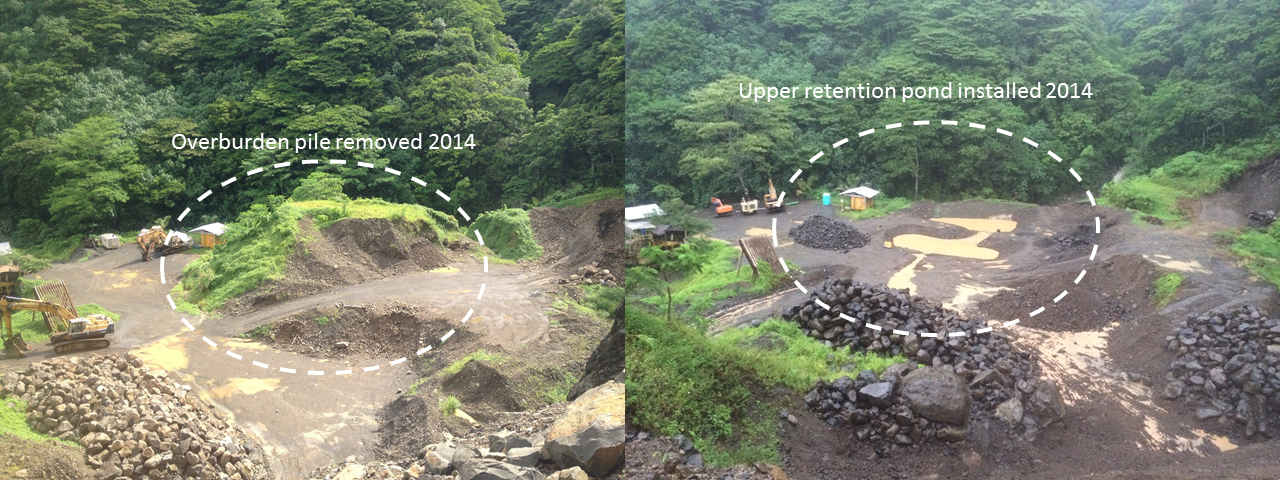 Overburden pile removed 2014
Upper retention pond installed 2014